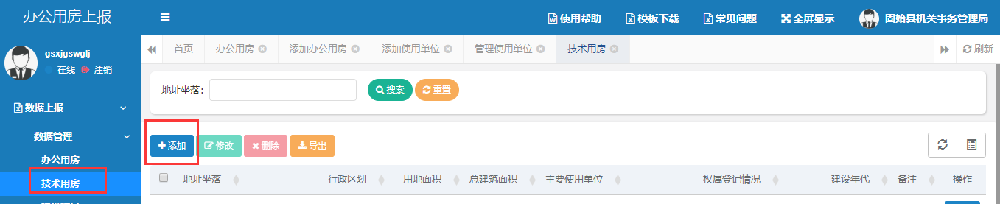 办公用房上报
使用帮助 模板下载 常见问题 全屏显示 固始县机关事务管理局
gsxjgswglj
在线 注销
首页 办公用房 添加办公用房 添加使用单位 管理使用单位 技术用房 刷新
地址坐落： 搜索 重置
数据上报
数据管理
办公用房
技术用房
添加 修改 删除 导出
地址坐落 行政区划 用地面积 总建筑面积 主要使用单位 权属登记情况 建设年代 备注 操作